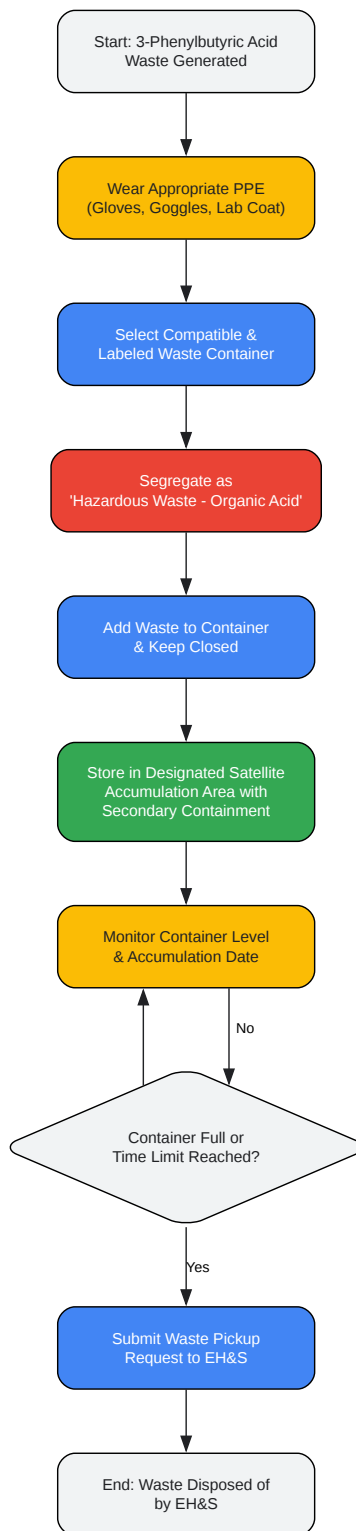 Start: 3-Phenylbutyric Acid
Waste Generated
Wear Appropriate PPE
(Gloves, Goggles, Lab Coat)
Select Compatible &
Labeled Waste Container
Segregate as
'Hazardous Waste - Organic Acid'
Add Waste to Container
& Keep Closed
Store in Designated Satellite
Accumulation Area with
Secondary Containment
Monitor Container Level
& Accumulation Date
No
Container Full or
Time Limit Reached?
Yes
Submit Waste Pickup
Request to EH&S
End: Waste Disposed of
by EH&S